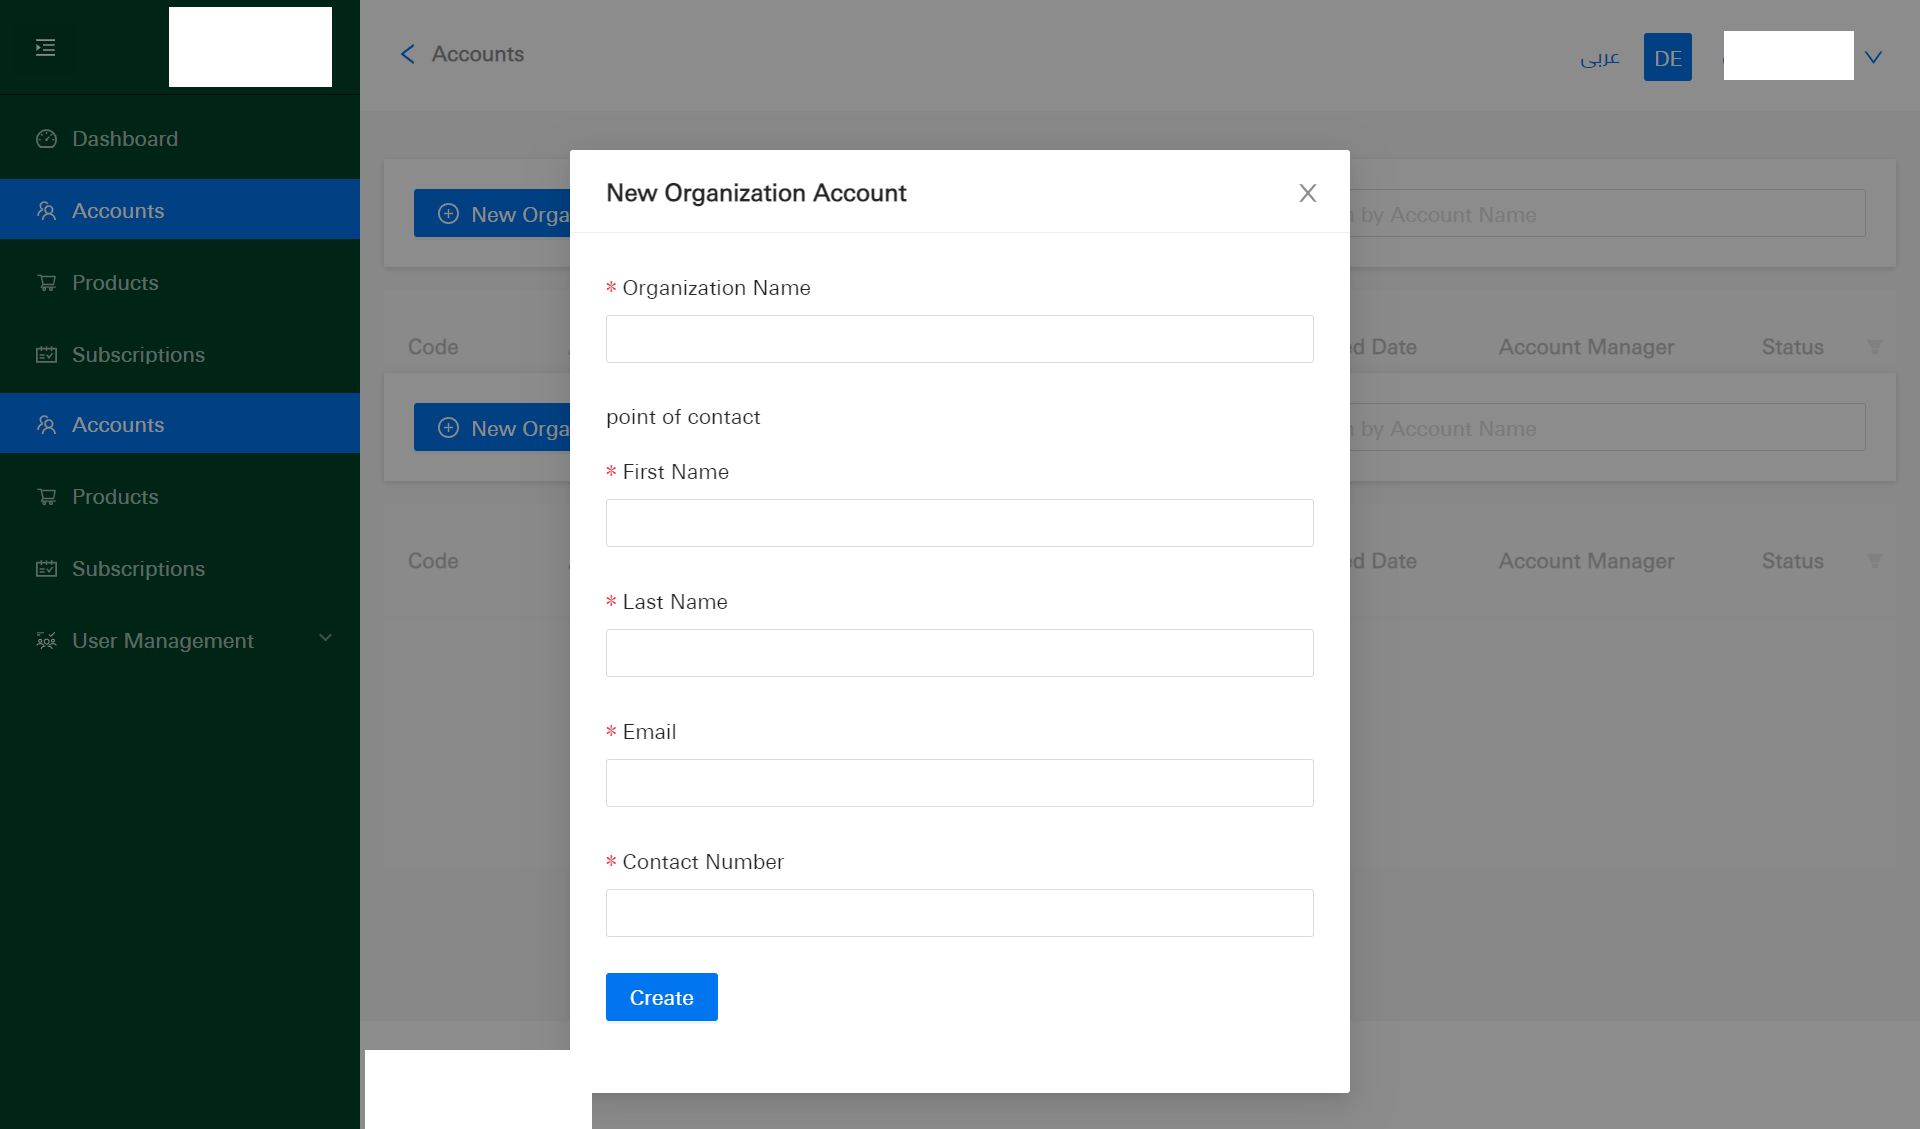 Accounts
عربى
DE
Dashboard
Accounts
Products
Subscriptions
Accounts
Products
Subscriptions
User Management
New Orga
by Account Name
Code
Date
Account Manager
Status
New Orga
by Account Name
Code
Date
Account Manager
Status
New Organization Account
* Organization Name
point of contact
* First Name
* Last Name
* Email
* Contact Number
Create